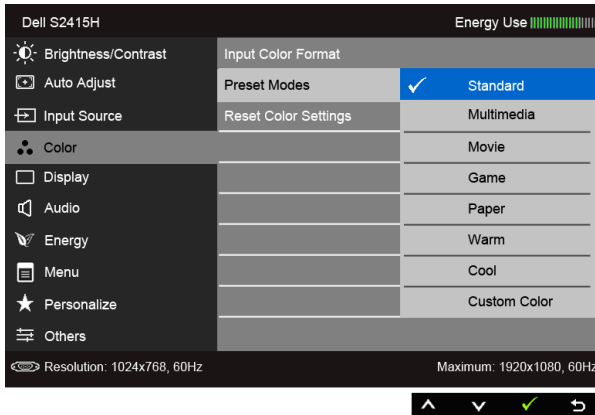 Dell S2415H
Energy Use
Brightness/Contrast
Auto Adjust
Input Source
Color
Display
Audio
Energy
Menu
Personalize
Others
Input Color Format
Preset Modes
Reset Color Settings
Standard
Multimedia
Movie
Game
Paper
Warm
Cool
Custom Color
Resolution: 1024x768, 60Hz
Maximum: 1920x1080, 60Hz